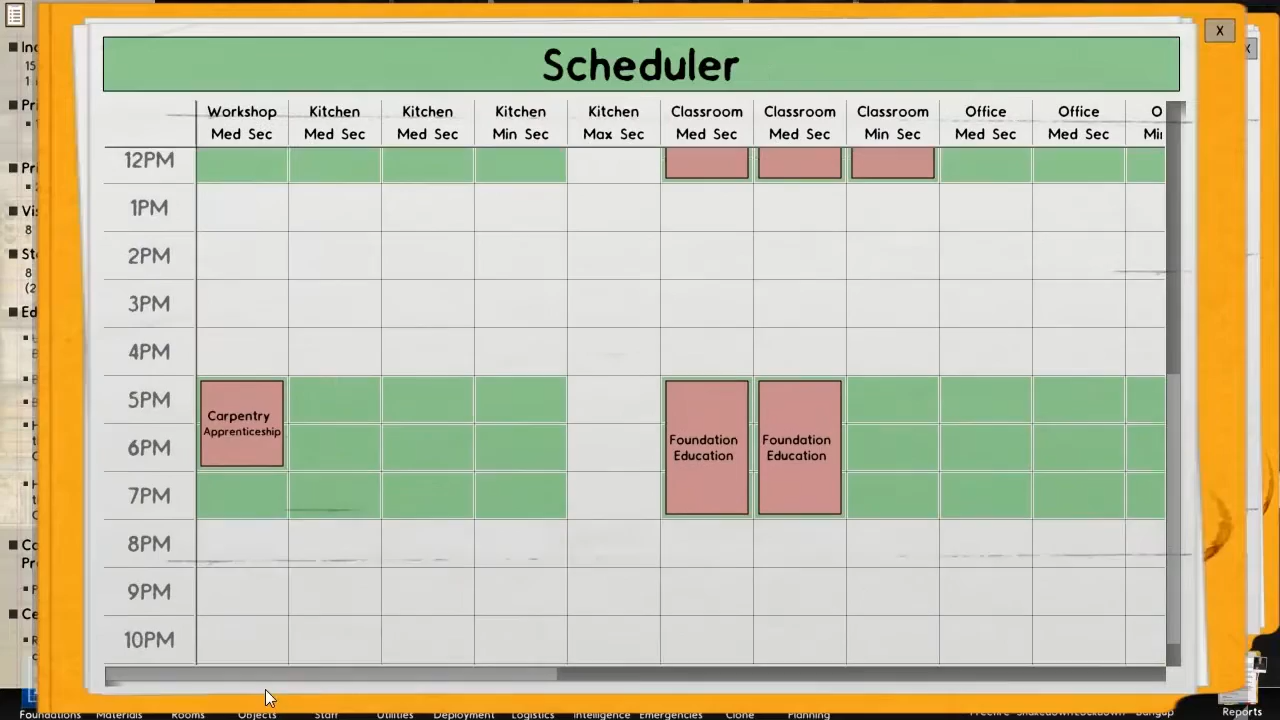 Scheduler
X
Workshop Kitchen Kitchen Kitchen Kitchen Classroom Classroom Classroom Office Office O
Med Sec Med Sec Med Sec Min Sec Max Sec Med Sec Med Sec Min Sec Med Sec Med Sec Min
12PM
1PM
2PM
3PM
4PM
5PM
Carpentry
Apprenticeship
6PM
Foundation
Education
Foundation
Education
7PM
8PM
9PM
10PM
Foundations Materials Rooms Objects Staff Utilities Deployment Logistics Intelligence Emergencies Clone Planning
Reports